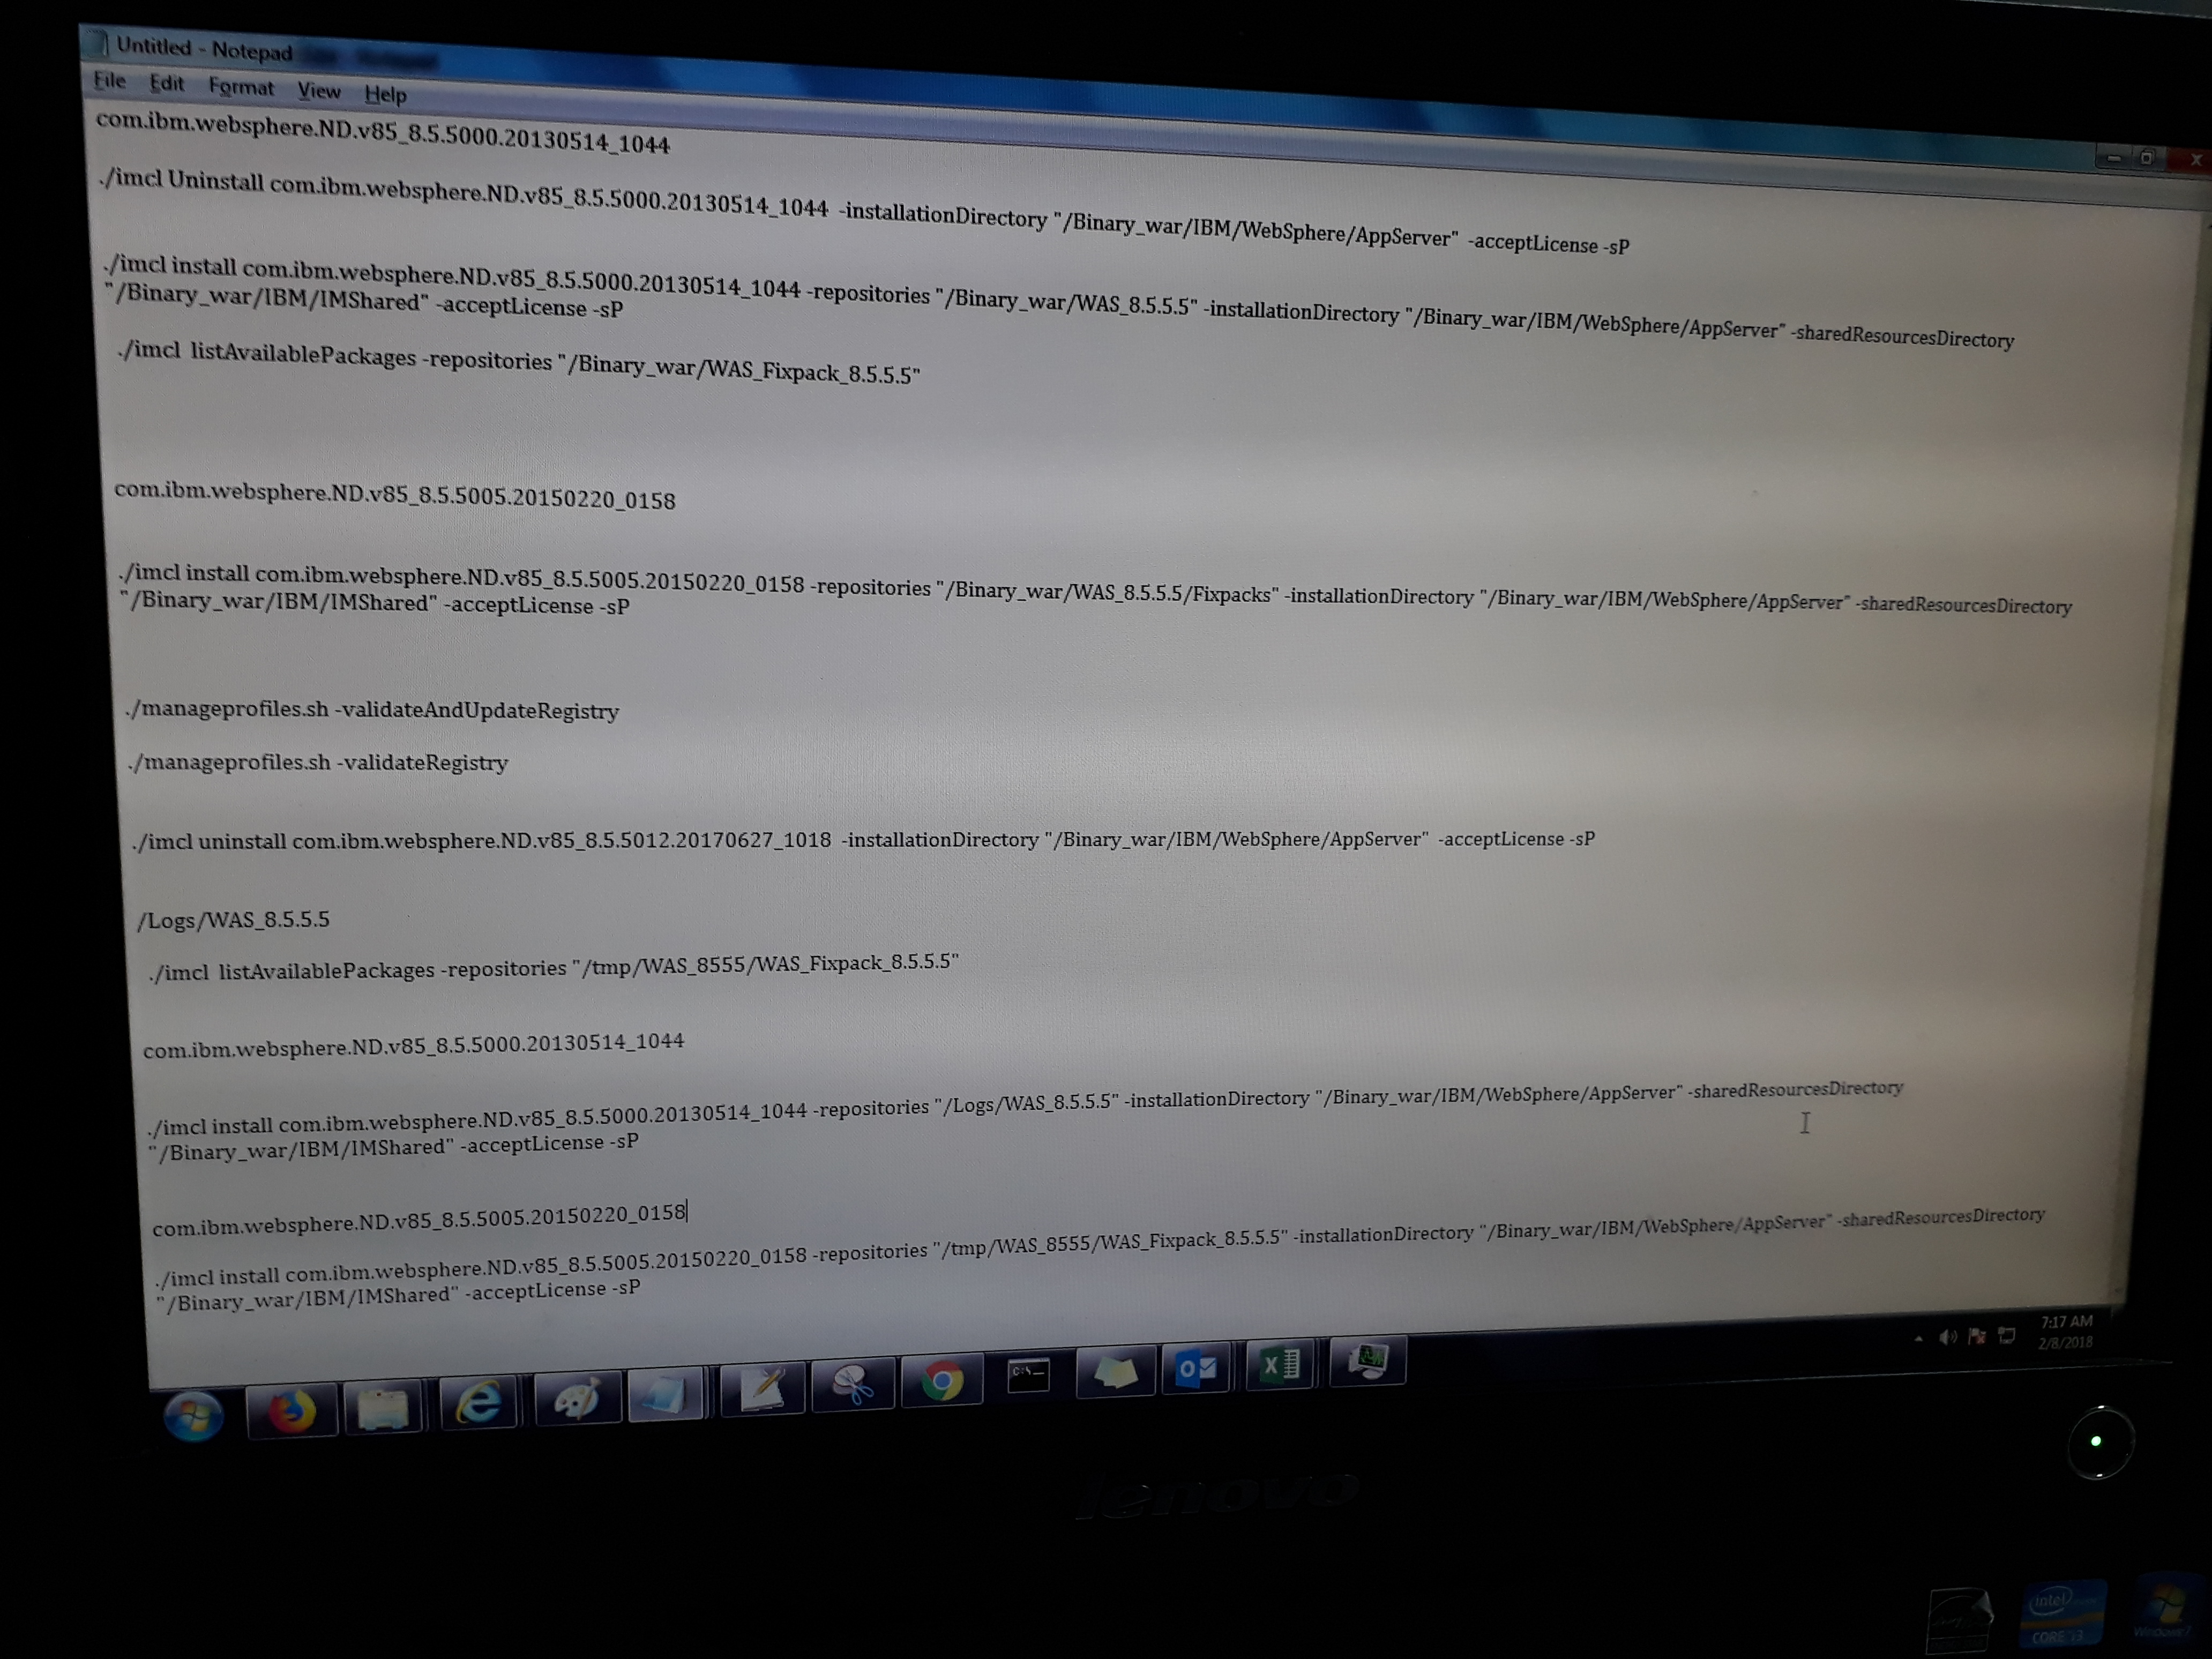 Untitled - Notepad
File Edit Format View Help
com.ibm.websphere.ND.v85_8.5.5000.20130514_1044
./imcl Uninstall com.ibm.websphere.ND.v85_8.5.5000.20130514_1044 -installationDirectory "/Binary_war/IBM/WebSphere/AppServer" -acceptLicense -sP
./imcl install com.ibm.websphere.ND.v85_8.5.5000.20130514_1044 -repositories "/Binary_war/WAS_8.5.5.5" -installationDirectory "/Binary_war/IBM/WebSphere/AppServer" -sharedResourcesDirectory
"/Binary_war/IBM/IMShared" -acceptLicense -sP
./imcl listAvailablePackages -repositories "/Binary_war/WAS_Fixpack_8.5.5.5"
com.ibm.websphere.ND.v85_8.5.5005.20150220_0158
./imcl install com.ibm.websphere.ND.v85_8.5.5005.20150220_0158 -repositories "/Binary_war/WAS_8.5.5.5/Fixpacks" -installationDirectory "/Binary_war/IBM/WebSphere/AppServer" -sharedResourcesDirectory
"/Binary_war/IBM/IMShared" -acceptLicense -sP
./manageprofiles.sh -validateAndUpdateRegistry
./manageprofiles.sh -validateRegistry
./imcl uninstall com.ibm.websphere.ND.v85_8.5.5012.20170627_1018 -installationDirectory "/Binary_war/IBM/WebSphere/AppServer" -acceptLicense -sP
/Logs/WAS_8.5.5.5
./imcl listAvailablePackages -repositories "/tmp/WAS_8555/WAS_Fixpack_8.5.5.5"
com.ibm.websphere.ND.v85_8.5.5000.20130514_1044
./imcl install com.ibm.websphere.ND.v85_8.5.5000.20130514_1044 -repositories "/Logs/WAS_8.5.5.5" -installationDirectory "/Binary_war/IBM/WebSphere/AppServer" -sharedResourcesDirectory
"/Binary_war/IBM/IMShared" -acceptLicense -sP
com.ibm.websphere.ND.v85_8.5.5005.20150220_0158
./imcl install com.ibm.websphere.ND.v85_8.5.5005.20150220_0158 -repositories "/tmp/WAS_8555/WAS_Fixpack_8.5.5.5" -installationDirectory "/Binary_war/IBM/WebSphere/AppServer" -sharedResourcesDirectory
"/Binary_war/IBM/IMShared" -acceptLicense -sP
7:17 AM
2/8/2018
lenovo
intel
CORE i3
Windows 7